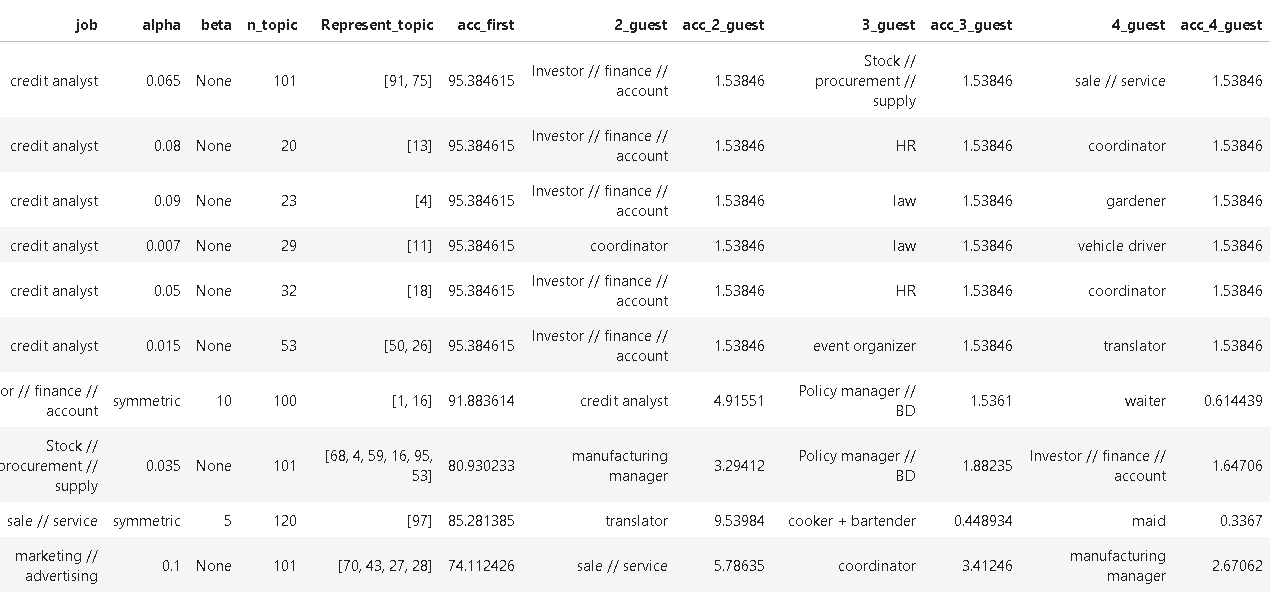 job alpha beta n_topic Represent_topic acc_first 2_guest acc_2_guest 3_guest acc_3_guest 4_guest acc_4_guest
credit analyst 0.065 None 101 [91, 75] 95.384615 Investor // finance // account 1.53846 Stock // procurement // supply 1.53846 sale // service 1.53846
credit analyst 0.08 None 20 [13] 95.384615 Investor // finance // account 1.53846 HR 1.53846 coordinator 1.53846
credit analyst 0.09 None 23 [4] 95.384615 Investor // finance // account 1.53846 law 1.53846 gardener 1.53846
credit analyst 0.007 None 29 [11] 95.384615 coordinator 1.53846 law 1.53846 vehicle driver 1.53846
credit analyst 0.05 None 32 [18] 95.384615 Investor // finance // account 1.53846 HR 1.53846 coordinator 1.53846
credit analyst 0.015 None 53 [50, 26] 95.384615 Investor // finance // account 1.53846 event organizer 1.53846 translator 1.53846
or // finance // account symmetric 10 100 [1, 16] 91.883614 credit analyst 4.91551 Policy manager // BD 1.5361 waiter 0.614439
Stock // procurement // supply 0.035 None 101 [68, 4, 59, 16, 95, 53] 80.930233 manufacturing manager 3.29412 Policy manager // BD 1.88235 Investor // finance // account 1.64706
sale // service symmetric 5 120 [97] 85.281385 translator 9.53984 cooker + bartender 0.448934 maid 0.3367
marketing // advertising 0.1 None 101 [70, 43, 27, 28] 74.112426 sale // service 5.78635 coordinator 3.41246 manufacturing manager 2.67062